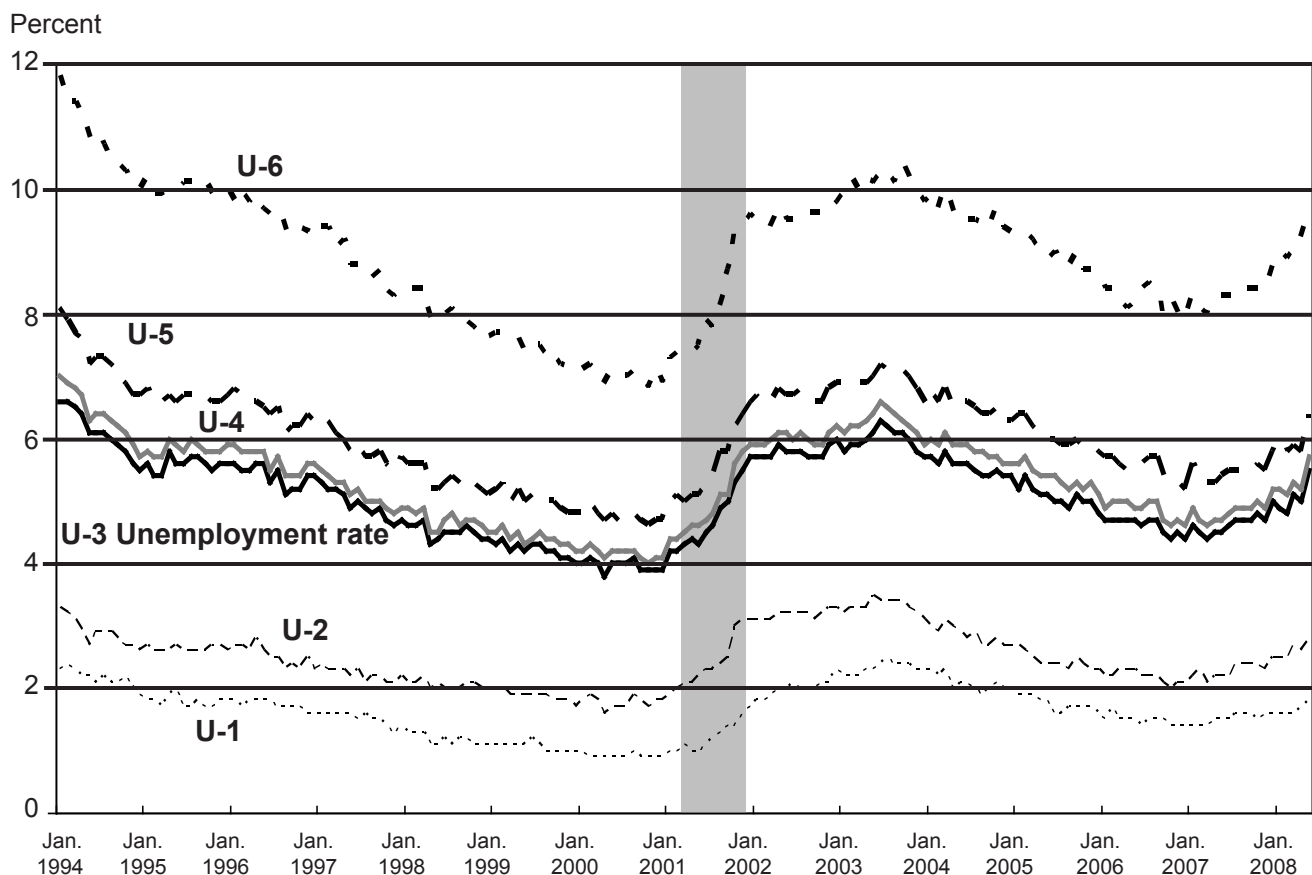 Percent
12
10
8
6
4
2
0
U-6
U-5
U-4
U-3 Unemployment rate
U-2
U-1
Jan. Jan. Jan. Jan. Jan. Jan. Jan. Jan. Jan. Jan. Jan. Jan. Jan. Jan. Jan.
1994 1995 1996 1997 1998 1999 2000 2001 2002 2003 2004 2005 2006 2007 2008